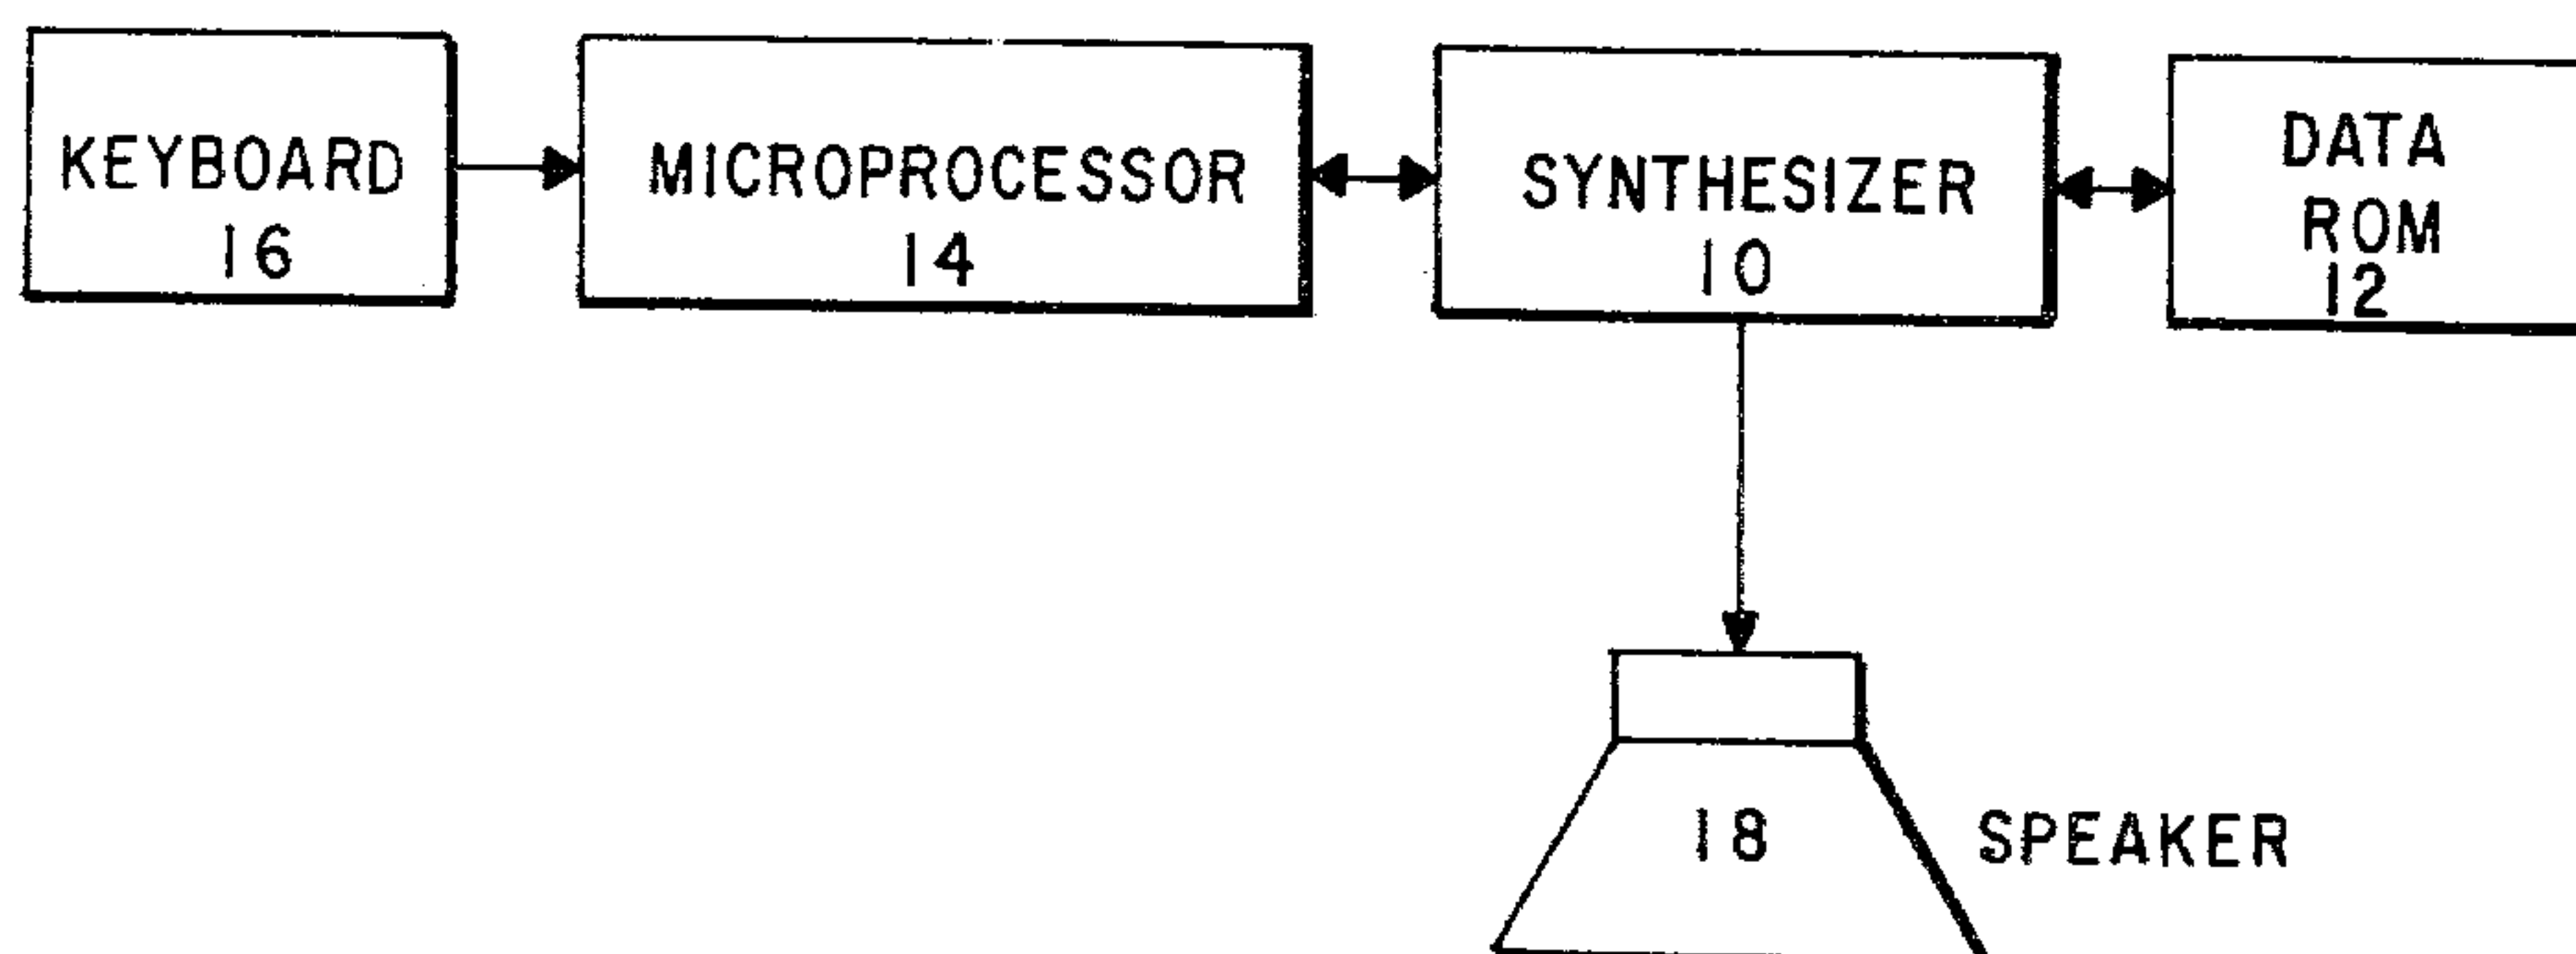 KEYBOARD
16
MICROPROCESSOR
14
SYNTHESIZER
10
DATA
ROM
12
18
SPEAKER